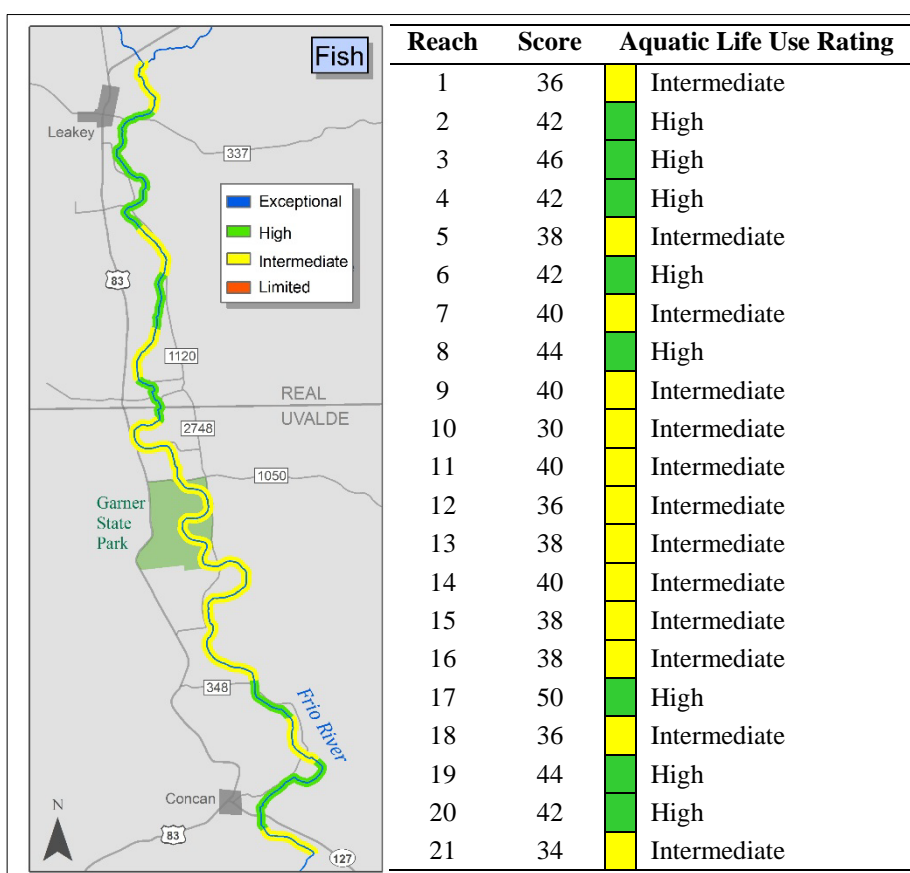 Fish
Leakey
337
Exceptional
High
Intermediate
Limited
83
1120
REAL
UVALDE
2748
1050
Garner
State
Park
348
Frio River
Concan
N
83
127
Reach Score Aquatic Life Use Rating
1 36 Intermediate
2 42 High
3 46 High
4 42 High
5 38 Intermediate
6 42 High
7 40 Intermediate
8 44 High
9 40 Intermediate
10 30 Intermediate
11 40 Intermediate
12 36 Intermediate
13 38 Intermediate
14 40 Intermediate
15 38 Intermediate
16 38 Intermediate
17 50 High
18 36 Intermediate
19 44 High
20 42 High
21 34 Intermediate